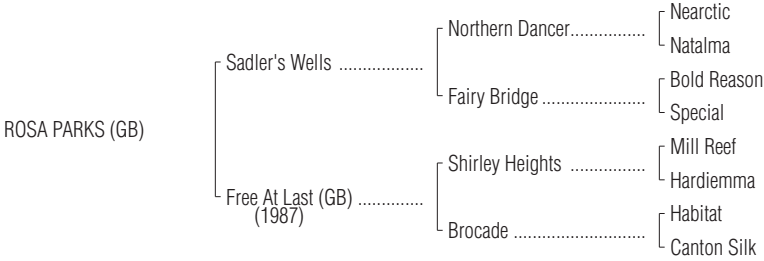 Nearctic
Northern Dancer......................
Natalma
Sadler's Wells ..................
Bold Reason
Fairy Bridge ......................
Special
ROSA PARKS (GB)
Mill Reef
Shirley Heights ................
Hardiemma
Free At Last (GB) ..............
(1987)
Habitat
Brocade ............................
Canton Silk